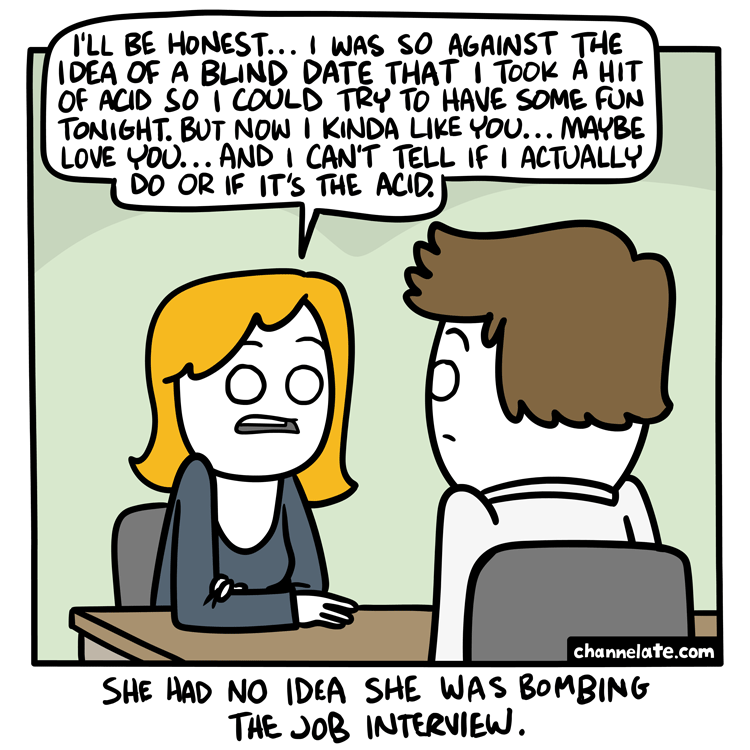 I'LL BE HONEST... I WAS SO AGAINST THE
IDEA OF A BLIND DATE THAT I TOOK A HIT
OF ACID SO I COULD TRY TO HAVE SOME FUN
TONIGHT. BUT NOW I KINDA LIKE YOU... MAYBE
LOVE YOU... AND I CAN'T TELL IF I ACTUALLY
DO OR IF IT'S THE ACID.
channelate.com
SHE HAD NO IDEA SHE WAS BOMBING
THE JOB INTERVIEW.